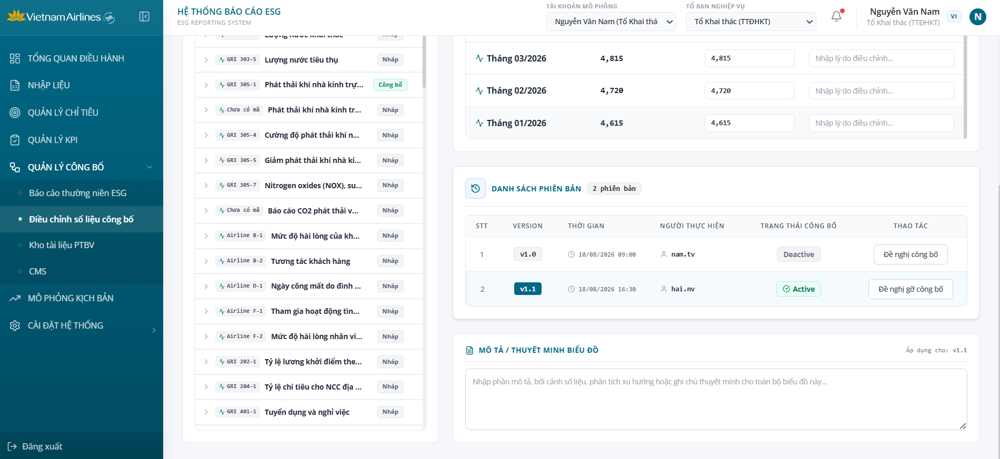 Vietnam Airlines
TỔNG QUAN ĐIỀU HÀNH
NHẬP LIỆU
QUẢN LÝ CHỈ TIÊU
QUẢN LÝ KPI
QUẢN LÝ CÔNG BỐ
Báo cáo thường niên ESG
Điều chỉnh số liệu công bố
Kho tài liệu PTBV
CMS
MÔ PHỎNG KỊCH BẢN
CÀI ĐẶT HỆ THỐNG
Đăng xuất
HỆ THỐNG BÁO CÁO ESG
ESG REPORTING SYSTEM
TÀI KHOẢN MÔ PHỎNG
Nguyễn Văn Nam (Tổ Khai thá
TỔ BAN NGHIỆP VỤ
Tổ Khai thác (TTĐHKT)
Nguyễn Văn Nam
Tổ Khai thác (TTĐHKT)
VI
N
Lượng nước khai thác Nháp
GRI 303-5 Lượng nước tiêu thụ Nháp
GRI 305-1 Phát thải khí nhà kính trự... Công bố
Chưa có mã Phát thải khí nhà kính tr... Nháp
GRI 305-4 Cường độ phát thải khí n... Nháp
GRI 305-5 Giảm phát thải khí nhà kí... Nháp
GRI 305-7 Nitrogen oxides (NOX), su... Nháp
Chưa có mã Báo cáo CO2 phát thải v... Nháp
Airline B-1 Mức độ hài lòng của kh... Nháp
Airline B-2 Tương tác khách hàng Nháp
Airline D-1 Ngày công mất do đình ... Nháp
Airline F-1 Tham gia hoạt động tìn... Nháp
Airline F-2 Mức độ hài lòng nhân vi... Nháp
GRI 202-1 Tỷ lệ lương khởi điểm the... Nháp
GRI 204-1 Tỷ lệ chi tiêu cho NCC địa ... Nháp
GRI 401-1 Tuyển dụng và nghỉ việc Nháp
Tháng 03/2026 4,815 4,815 Nhập lý do điều chỉnh...
Tháng 02/2026 4,720 4,720 Nhập lý do điều chỉnh...
Tháng 01/2026 4,615 4,615 Nhập lý do điều chỉnh...
DANH SÁCH PHIÊN BẢN 2 phiên bản
STT VERSION THỜI GIAN NGƯỜI THỰC HIỆN TRẠNG THÁI CÔNG BỐ THAO TÁC
1 v1.0 10/08/2026 09:00 nam.tv Deactive Đề nghị công bố
2 v1.1 18/08/2026 16:30 hai.nv Active Đề nghị gỡ công bố
MÔ TẢ / THUYẾT MINH BIỂU ĐỒ Áp dụng cho: v1.1
Nhập phần mô tả, bối cảnh số liệu, phân tích xu hướng hoặc ghi chú thuyết minh cho toàn bộ biểu đồ này...